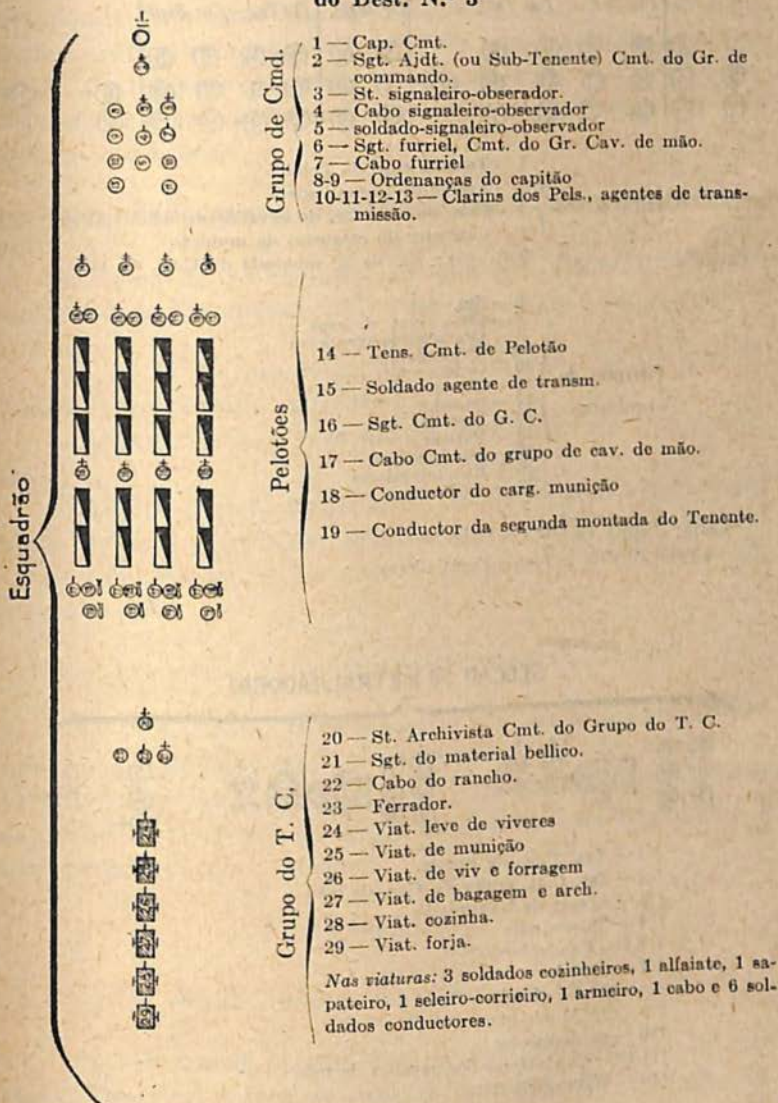 do Dest. N. 3
Esquadrão
Grupo de Cmd.
1 — Cap. Cmt.
2 — Sgt. Ajdt. (ou Sub-Tenente) Cmt. do Gr. de
commando.
3 — St. signaleiro-obserador.
4 — Cabo signaleiro-observador
5 — soldado-signaleiro-observador
6 — Sgt. furriel, Cmt. do Gr. Cav. de mão.
7 — Cabo furriel
8-9 — Ordenanças do capitão
10-11-12-13 — Clarins dos Pels., agentes de trans-
missão.
Pelotões
14 — Tens. Cmt. de Pelotão
15 — Soldado agente de transm.
16 — Sgt. Cmt. do G. C.
17 — Cabo Cmt. do grupo de cav. de mão.
18 — Conductor do carg. munição
19 — Conductor da segunda montada do Tenente.
Grupo do T. C,
20 — St. Archivista Cmt. do Grupo do T. C.
21 — Sgt. do material bellico.
22 — Cabo do rancho.
23 — Ferrador.
24 — Viat. leve de viveres
25 — Viat. de munição
26 — Viat. de viv e forragem
27 — Viat. de bagagem e arch.
28 — Viat. cozinha.
29 — Viat. forja.
Nas viaturas: 3 soldados cozinheiros, 1 alfaiate, 1 sa-
pateiro, 1 seleiro-corrieiro, 1 armeiro, 1 cabo e 6 sol-
dados conductores.